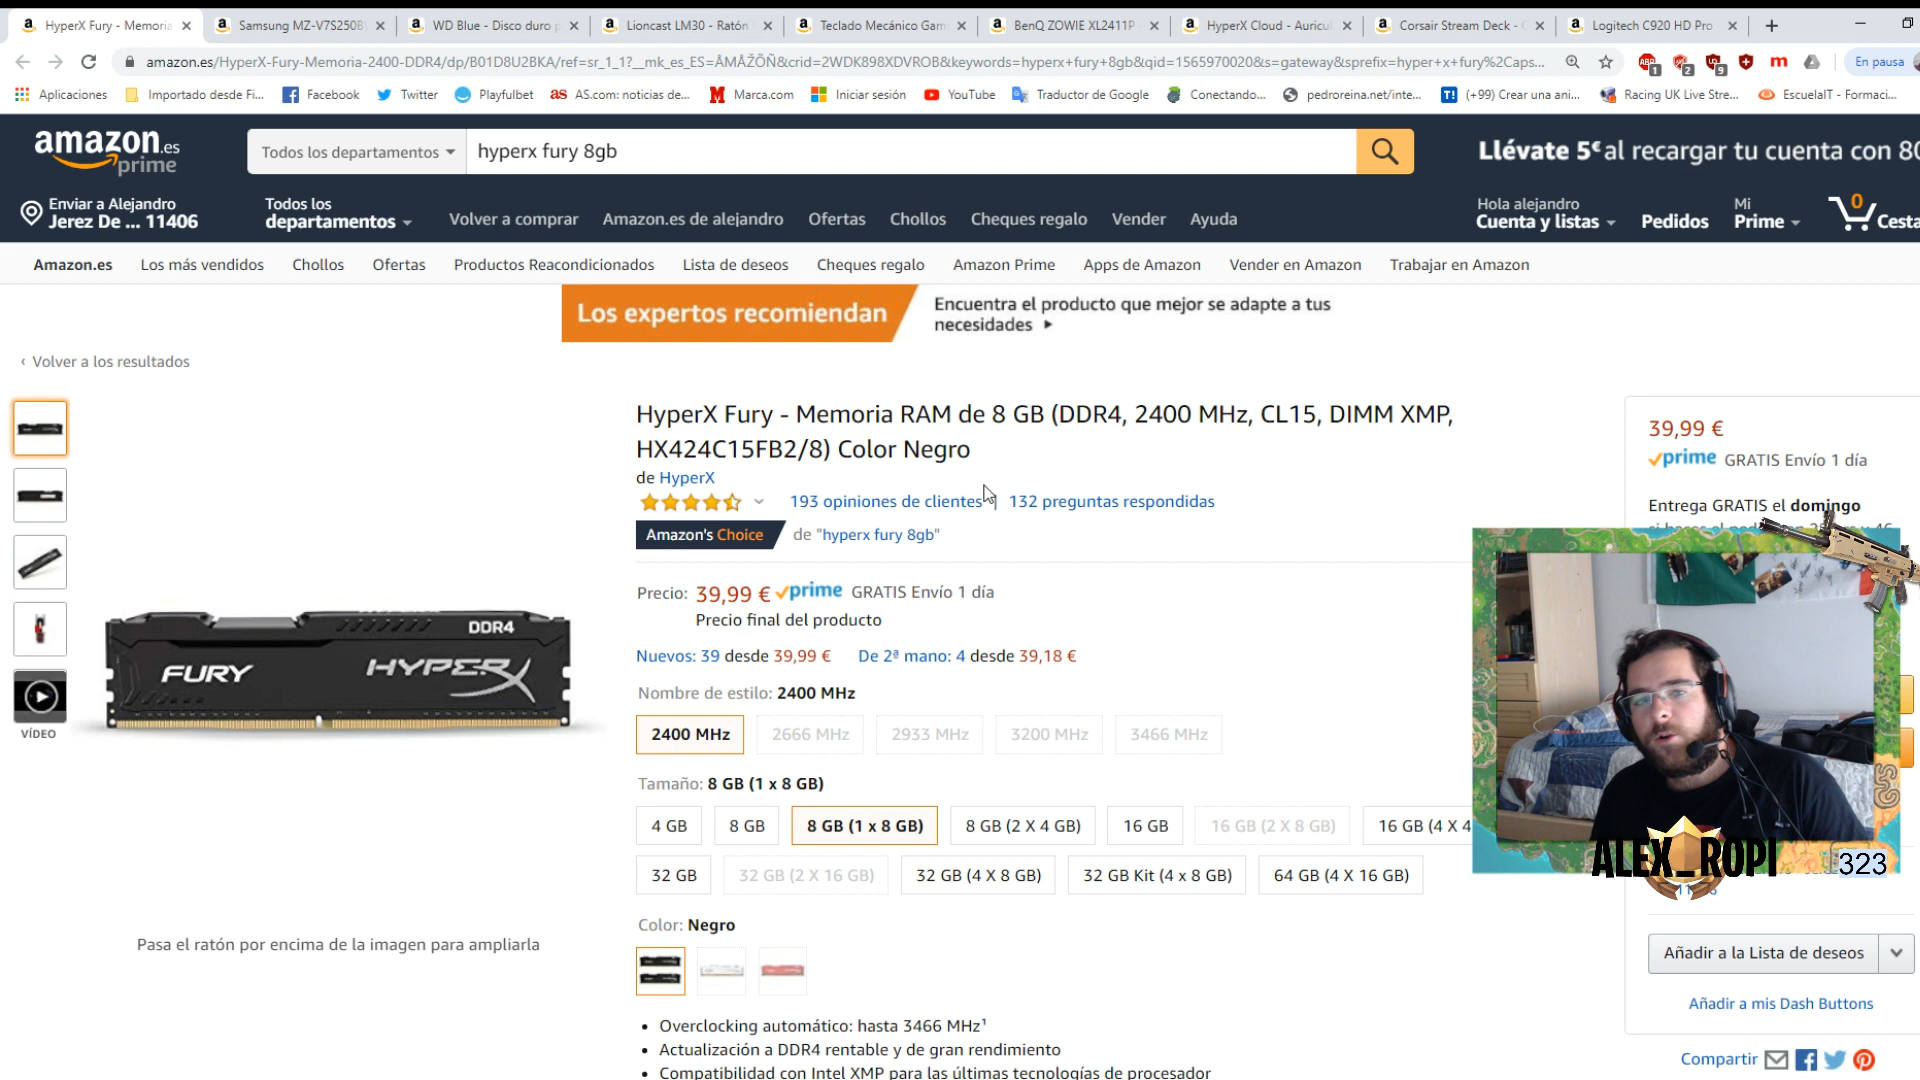 HyperX Fury - Memoria
Samsung MZ-V7S250B
WD Blue - Disco duro p
Lioncast LM30 - Ratón
Teclado Mecánico Gam
BenQ ZOWIE XL2411P
HyperX Cloud - Auricul
Corsair Stream Deck - C
Logitech C920 HD Pro
amazon.es/HyperX-Fury-Memoria-2400-DDR4/dp/B01D8U2BKA/ref=sr_1_1?__mk_es_ES=ÅMÅŽÕÑ&crid=2WDK898XDVROB&keywords=hyperx+fury+8gb&qid=1565970020&s=gateway&sprefix=hyper+x+fury%2Caps...
1
2
9
m
En pausa
Aplicaciones
Importado desde Fi...
Facebook
Twitter
Playfulbet
as AS.com: noticias de...
Marca.com
Iniciar sesión
YouTube
Traductor de Google
Conectando...
pedroreina.net/inte...
T! (+99) Crear una ani...
Racing UK Live Stre...
EscuelaIT - Formaci...
amazon.es
prime
Todos los departamentos
hyperx fury 8gb
Llévate 5€ al recargar tu cuenta con 80
Enviar a Alejandro
Jerez De ... 11406
Todos los
departamentos
Volver a comprar
Amazon.es de alejandro
Ofertas
Chollos
Cheques regalo
Vender
Ayuda
Hola alejandro
Cuenta y listas
Pedidos
Mi
Prime
0
Cesta
Amazon.es
Los más vendidos
Chollos
Ofertas
Productos Reacondicionados
Lista de deseos
Cheques regalo
Amazon Prime
Apps de Amazon
Vender en Amazon
Trabajar en Amazon
Los expertos recomiendan
Encuentra el producto que mejor se adapte a tus
necesidades ▸
‹ Volver a los resultados
VÍDEO
FURY
HYPERX
DDR4
Pasa el ratón por encima de la imagen para ampliarla
HyperX Fury - Memoria RAM de 8 GB (DDR4, 2400 MHz, CL15, DIMM XMP,
HX424C15FB2/8) Color Negro
de HyperX
193 opiniones de clientes | 132 preguntas respondidas
Amazon's Choice de "hyperx fury 8gb"
Precio: 39,99 € prime GRATIS Envío 1 día
Precio final del producto
Nuevos: 39 desde 39,99 € De 2ª mano: 4 desde 39,18 €
Nombre de estilo: 2400 MHz
2400 MHz
2666 MHz
2933 MHz
3200 MHz
3466 MHz
Tamaño: 8 GB (1 x 8 GB)
4 GB
8 GB
8 GB (1 x 8 GB)
8 GB (2 X 4 GB)
16 GB
16 GB (2 X 8 GB)
16 GB (4 X 4
32 GB
32 GB (2 X 16 GB)
32 GB (4 X 8 GB)
32 GB Kit (4 x 8 GB)
64 GB (4 X 16 GB)
Color: Negro
• Overclocking automático: hasta 3466 MHz¹
• Actualización a DDR4 rentable y de gran rendimiento
• Compatibilidad con Intel XMP para las últimas tecnologías de procesador
39,99 €
prime GRATIS Envío 1 día
Entrega GRATIS el domingo
ALEX_ROPI
323
Añadir a la Lista de deseos
Añadir a mis Dash Buttons
Compartir